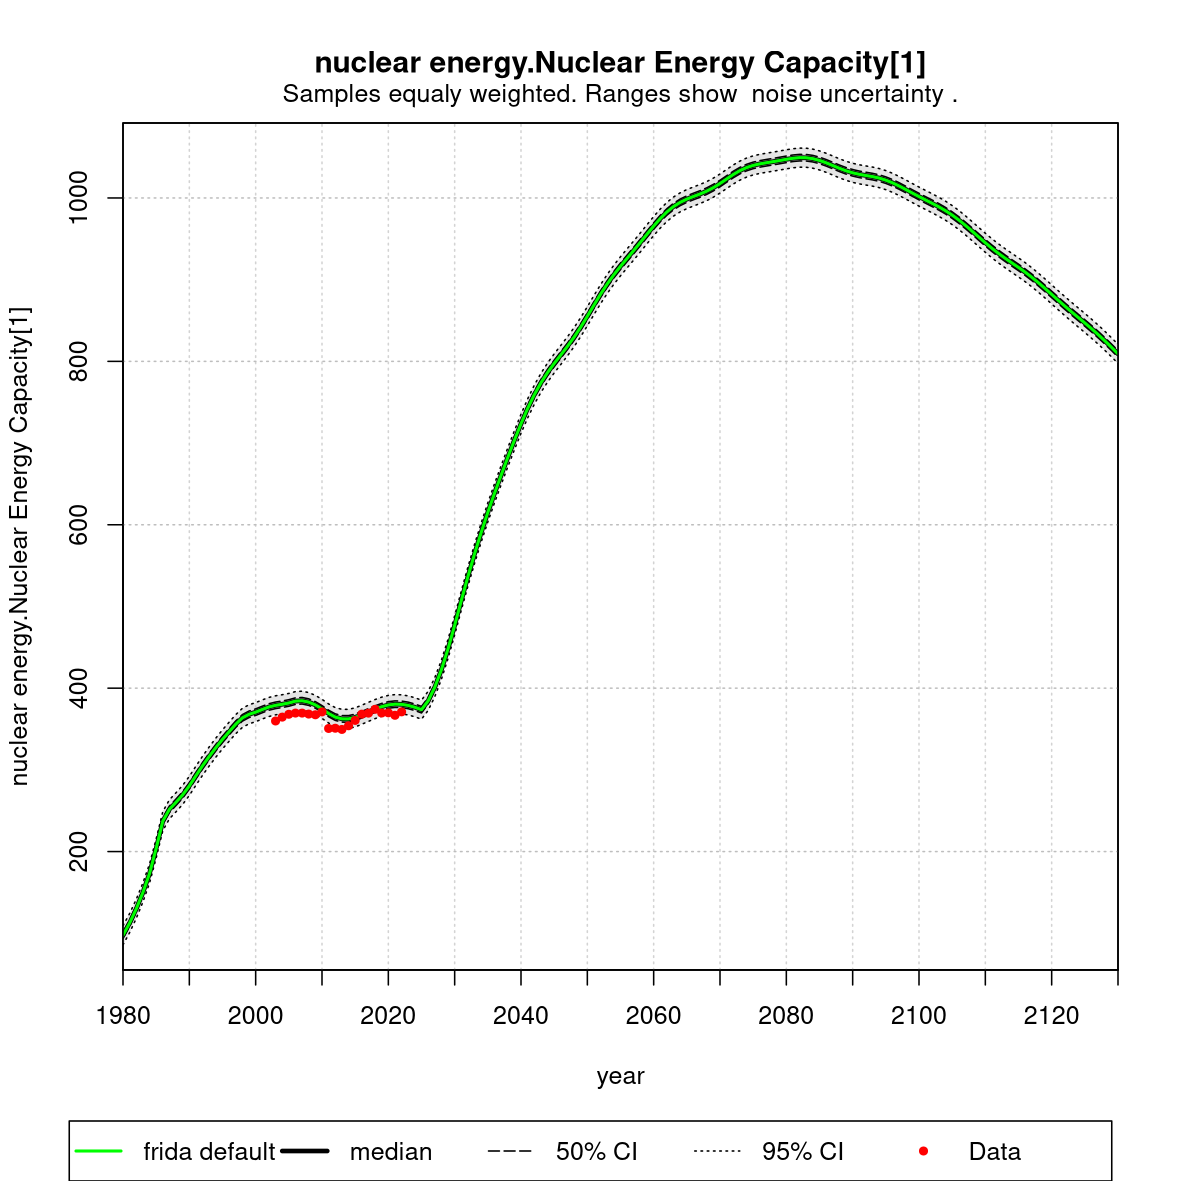 nuclear energy.Nuclear Energy Capacity[1]
Samples equaly weighted. Ranges show  noise uncertainty .
nuclear energy.Nuclear Energy Capacity[1]
1000
800
600
400
200
1980 2000 2020 2040 2060 2080 2100 2120
year
frida default median 50% CI 95% CI Data